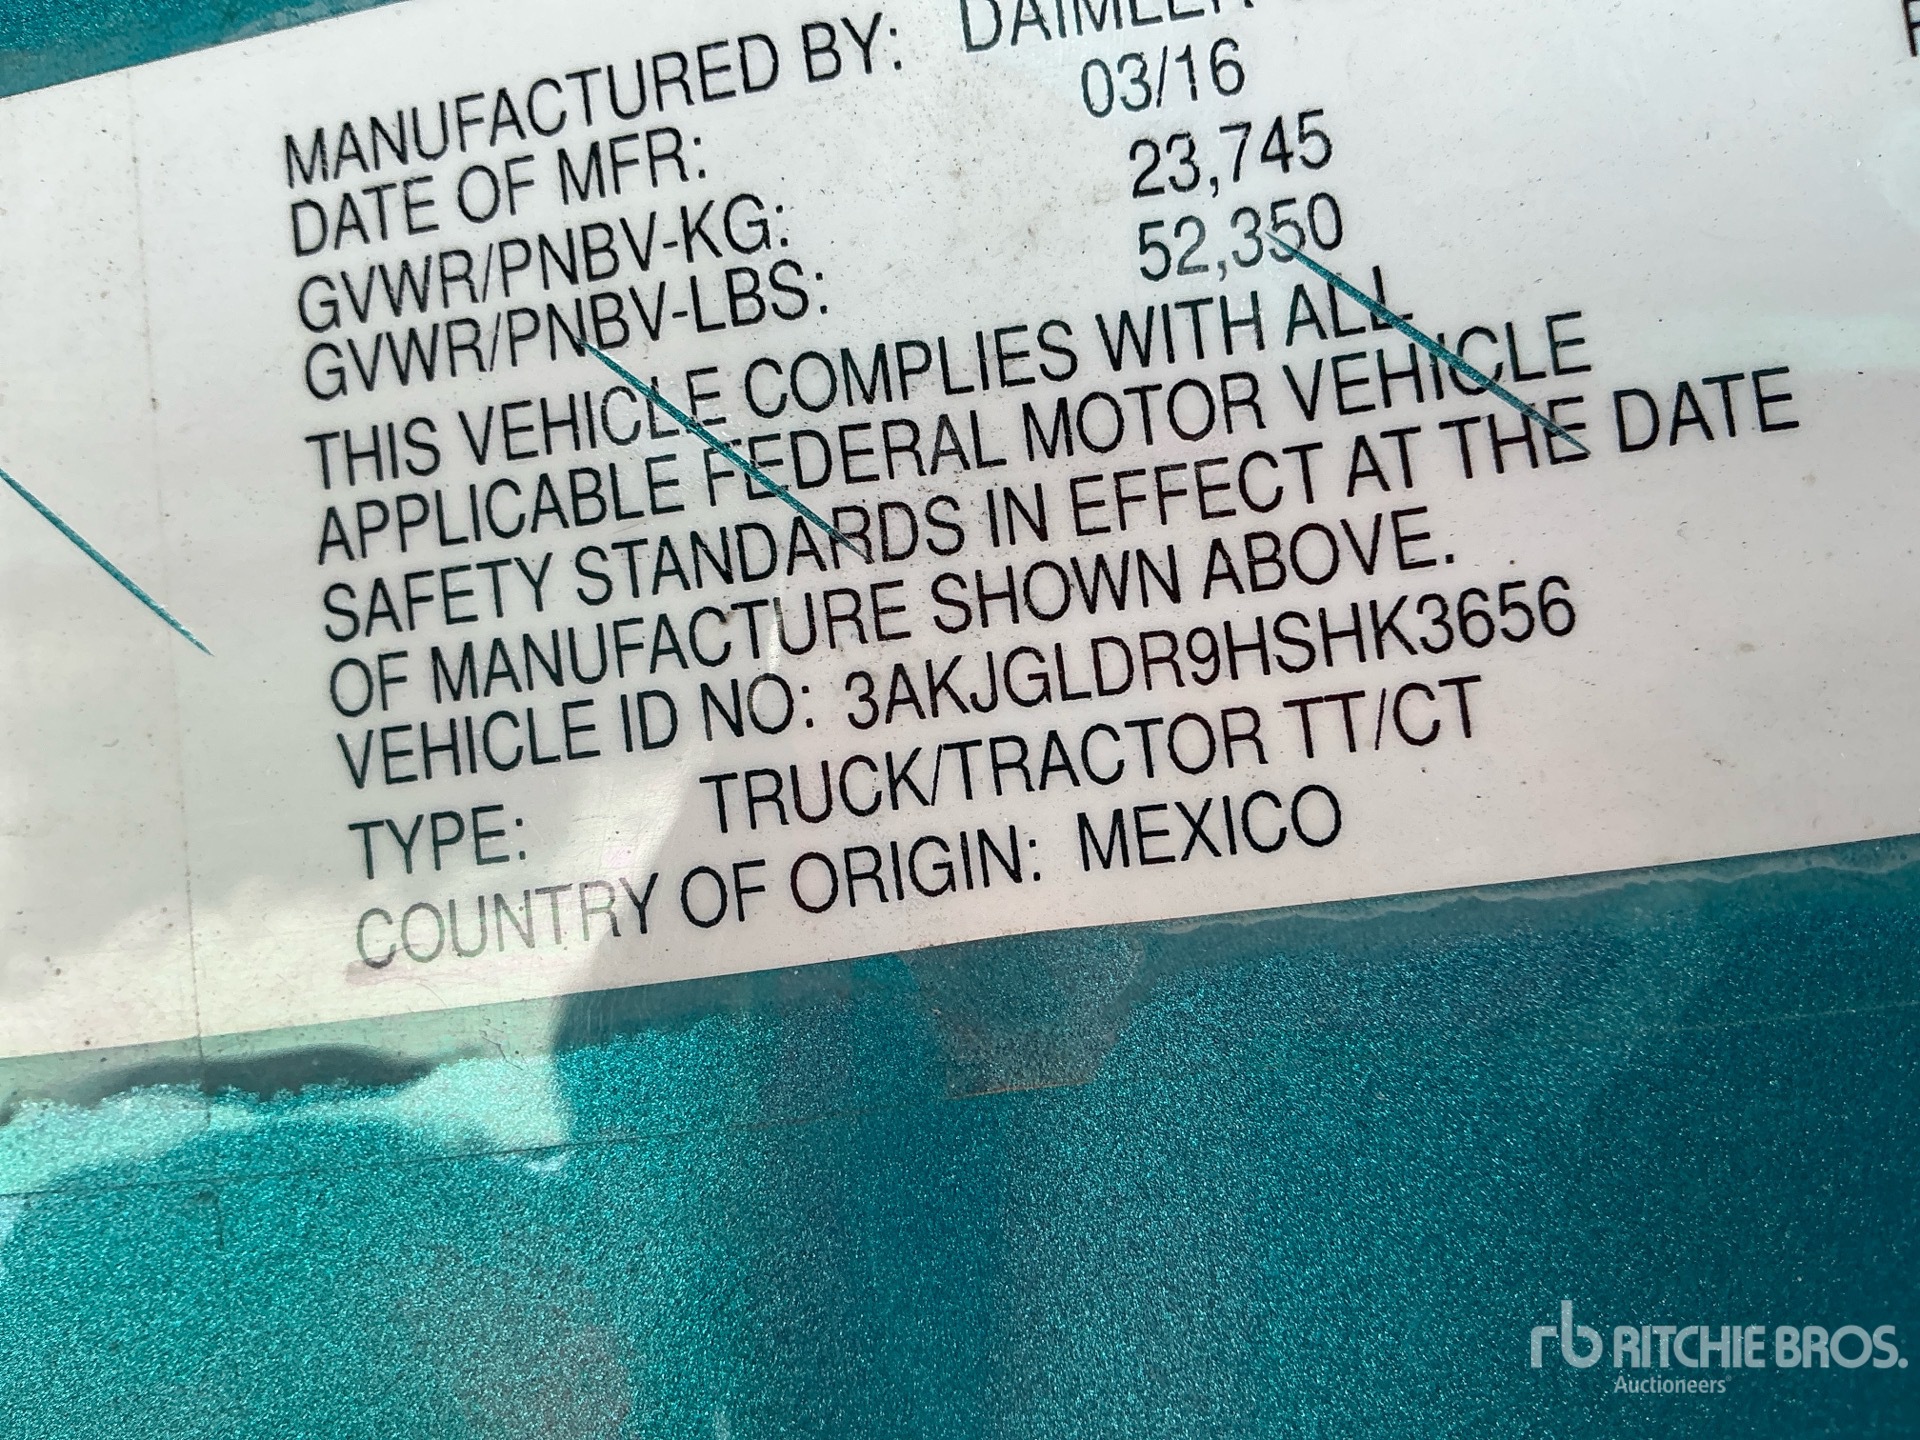 MANUFACTURED BY: DAIMLER
DATE OF MFR: 03/16
GVWR/PNBV-KG: 23,745
GVWR/PNBV-LBS: 52,350
THIS VEHICLE COMPLIES WITH ALL
APPLICABLE FEDERAL MOTOR VEHICLE
SAFETY STANDARDS IN EFFECT AT THE DATE
OF MANUFACTURE SHOWN ABOVE.
VEHICLE ID NO: 3AKJGLDR9HSHK3656
TYPE: TRUCK/TRACTOR TT/CT
COUNTRY OF ORIGIN: MEXICO
rb RITCHIE BROS.
Auctioneers